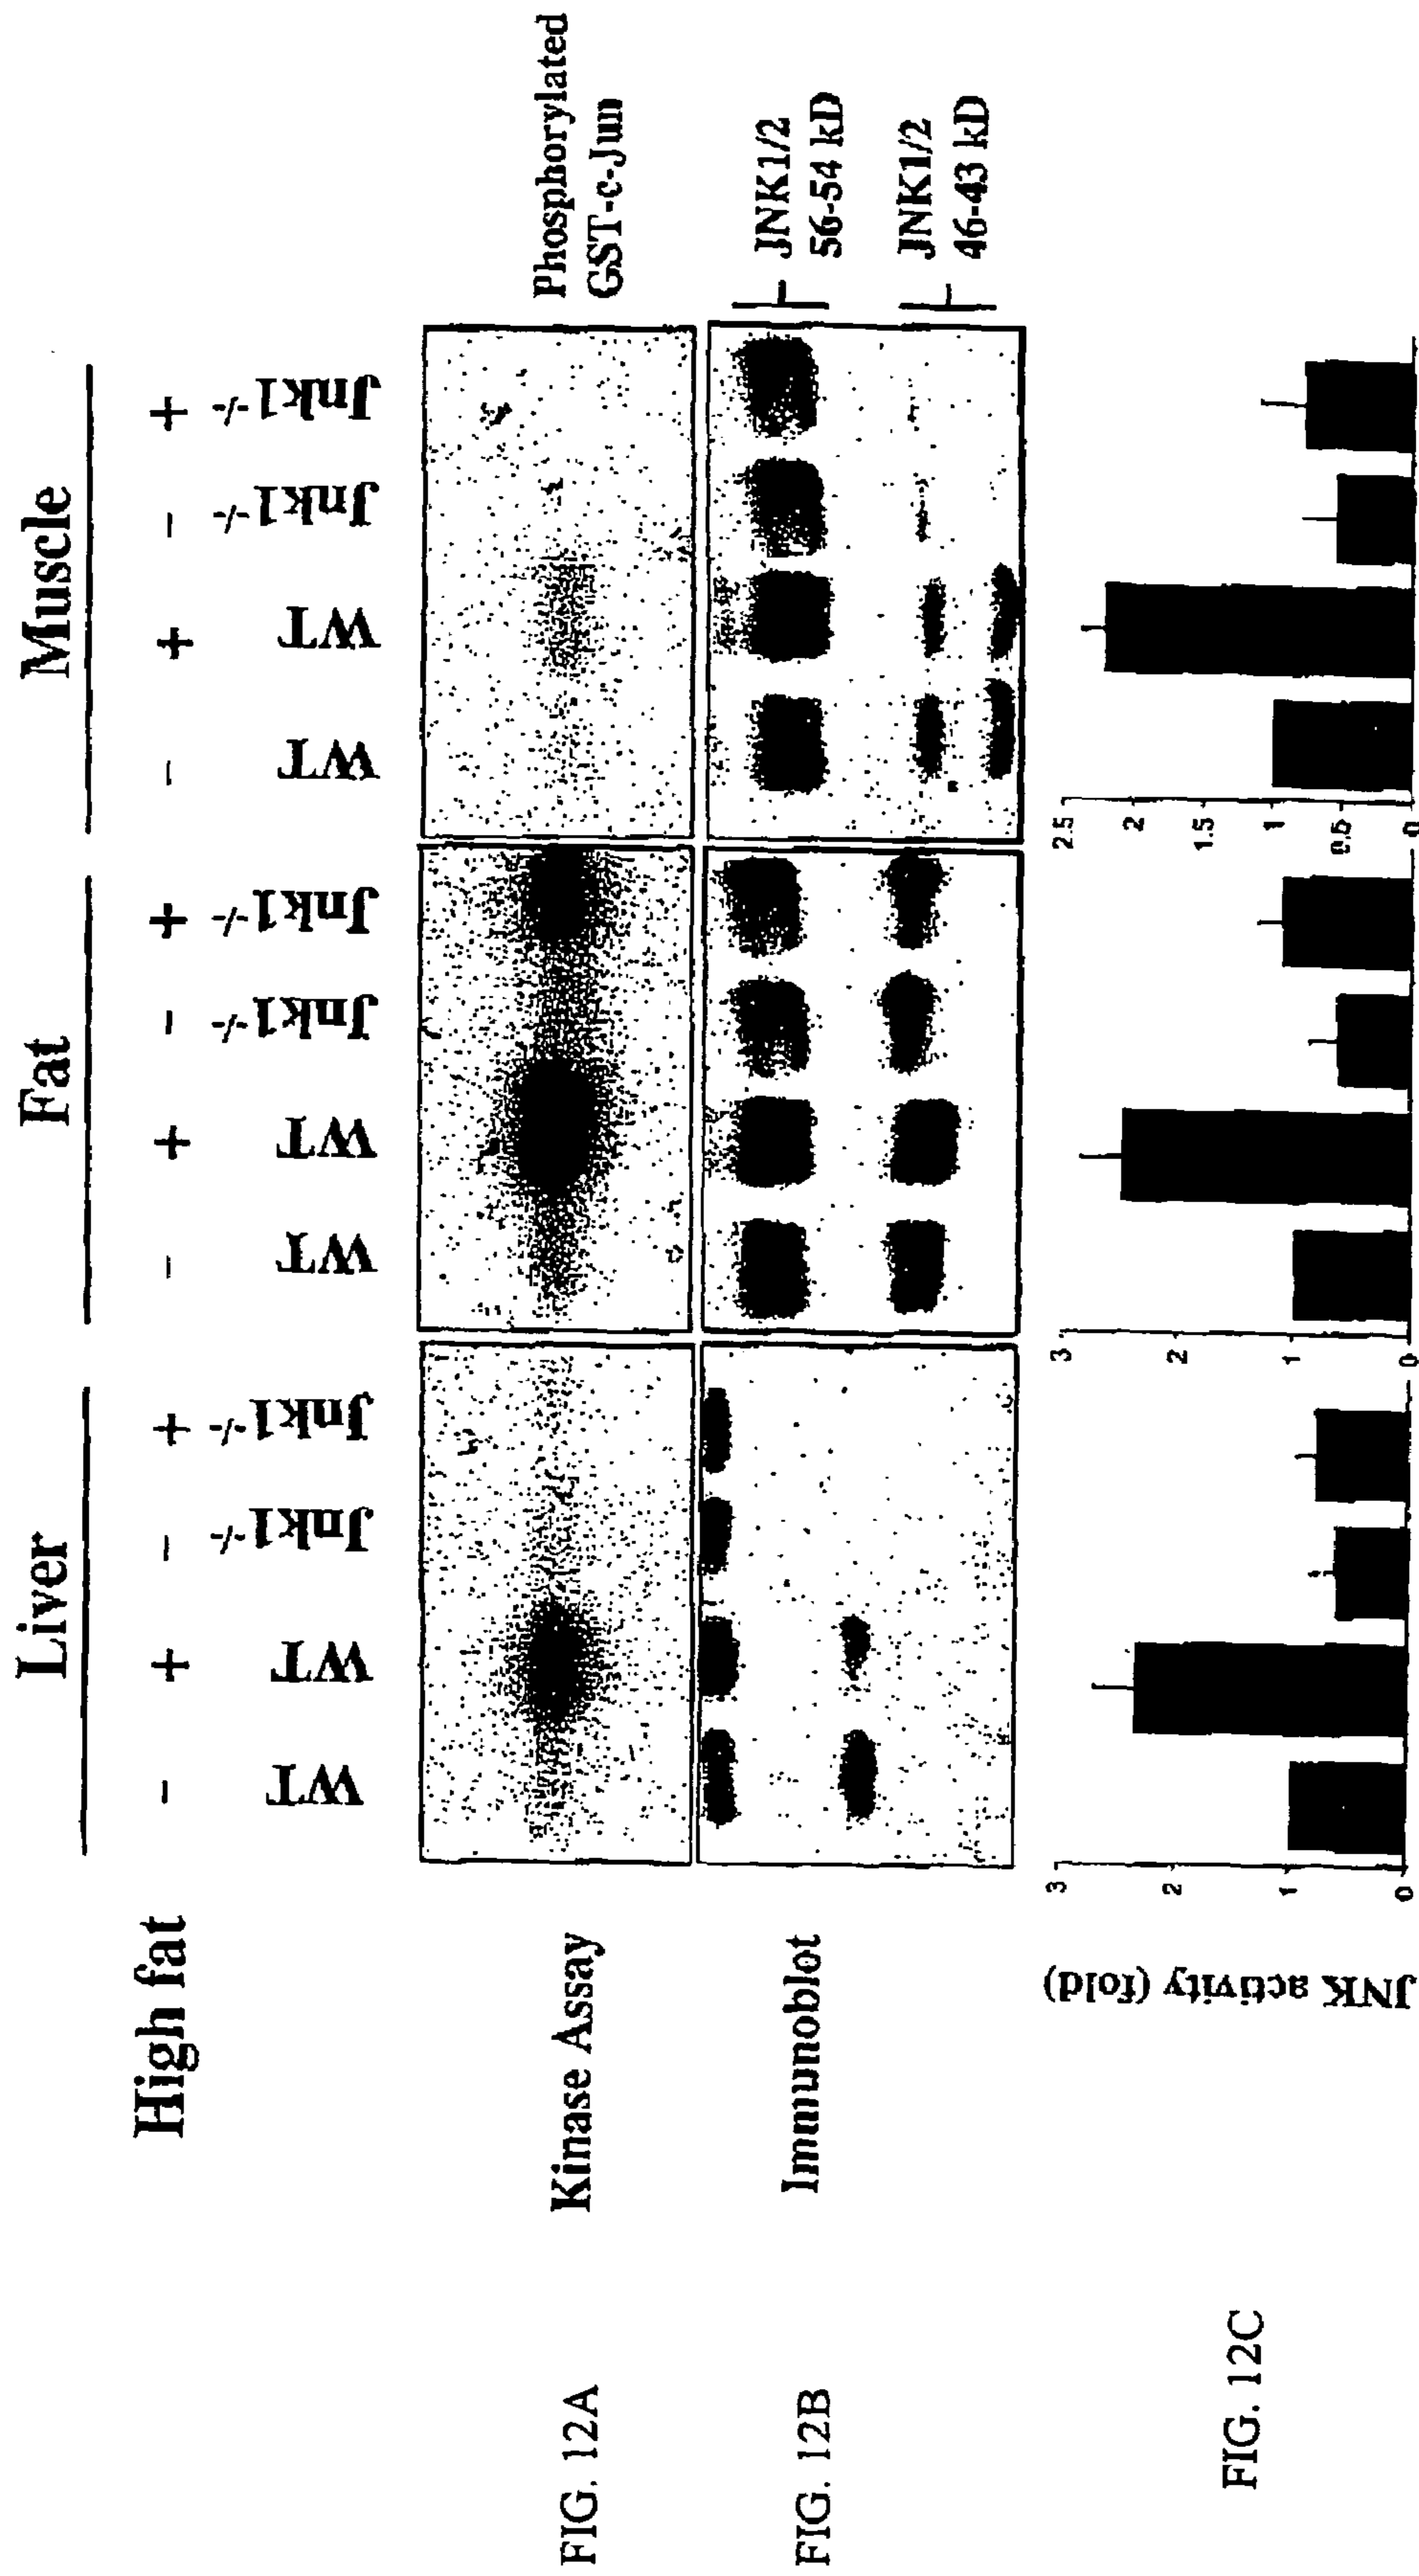 Liver Fat Muscle
High fat - + - + - + - + - + - +
WT WT Jnk1-/- Jnk1-/- WT WT Jnk1-/- Jnk1-/- WT WT Jnk1-/- Jnk1-/-
FIG. 12A Kinase Assay
Phosphorylated
GST-c-Jun
FIG. 12B Immunoblot
JNK1/2
56-54 kD
JNK1/2
46-43 kD
FIG. 12C
JNK activity (fold)
3
2
1
0
3
2
1
0
2.5
2
1.5
1
0.5
0